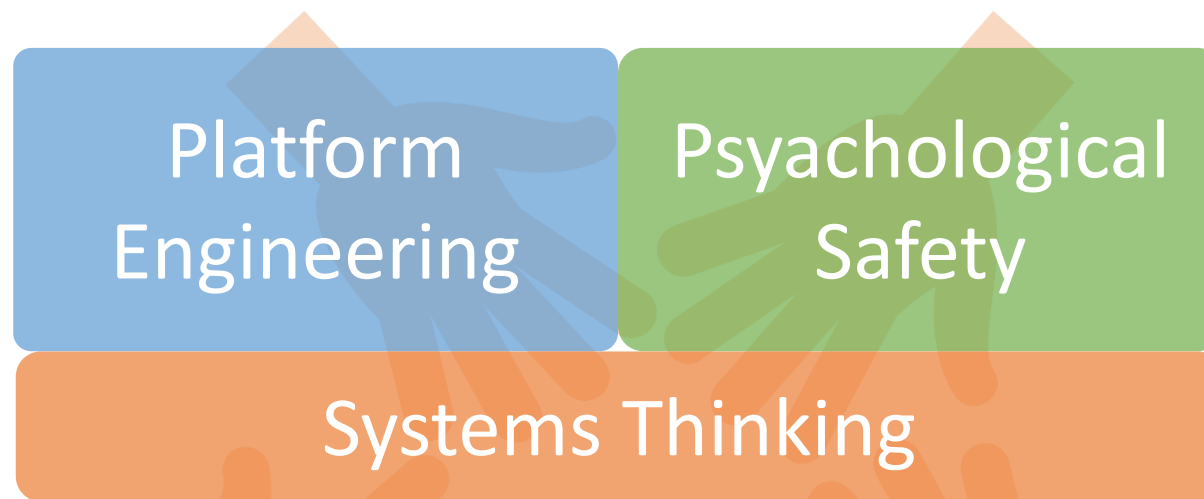 Platform
Engineering
Psyachological
Safety
Systems Thinking